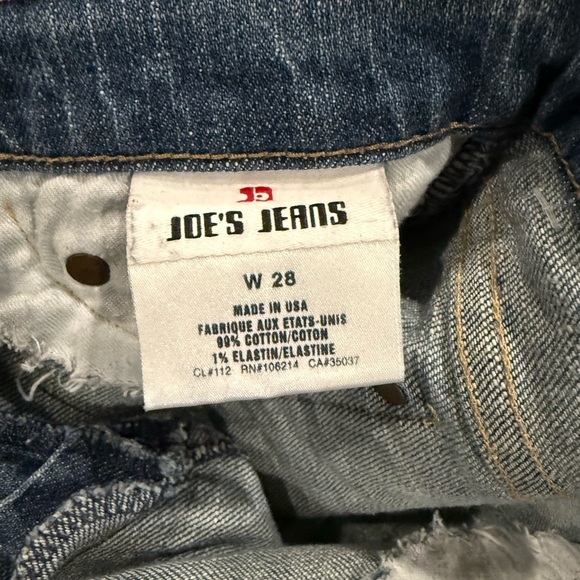 JOE'S JEANS
W 28
MADE IN USA
FABRIQUE AUX ETATS-UNIS
99% COTTON/COTON
1% ELASTIN/ELASTINE
CL#112 RN#106214 CA#35037